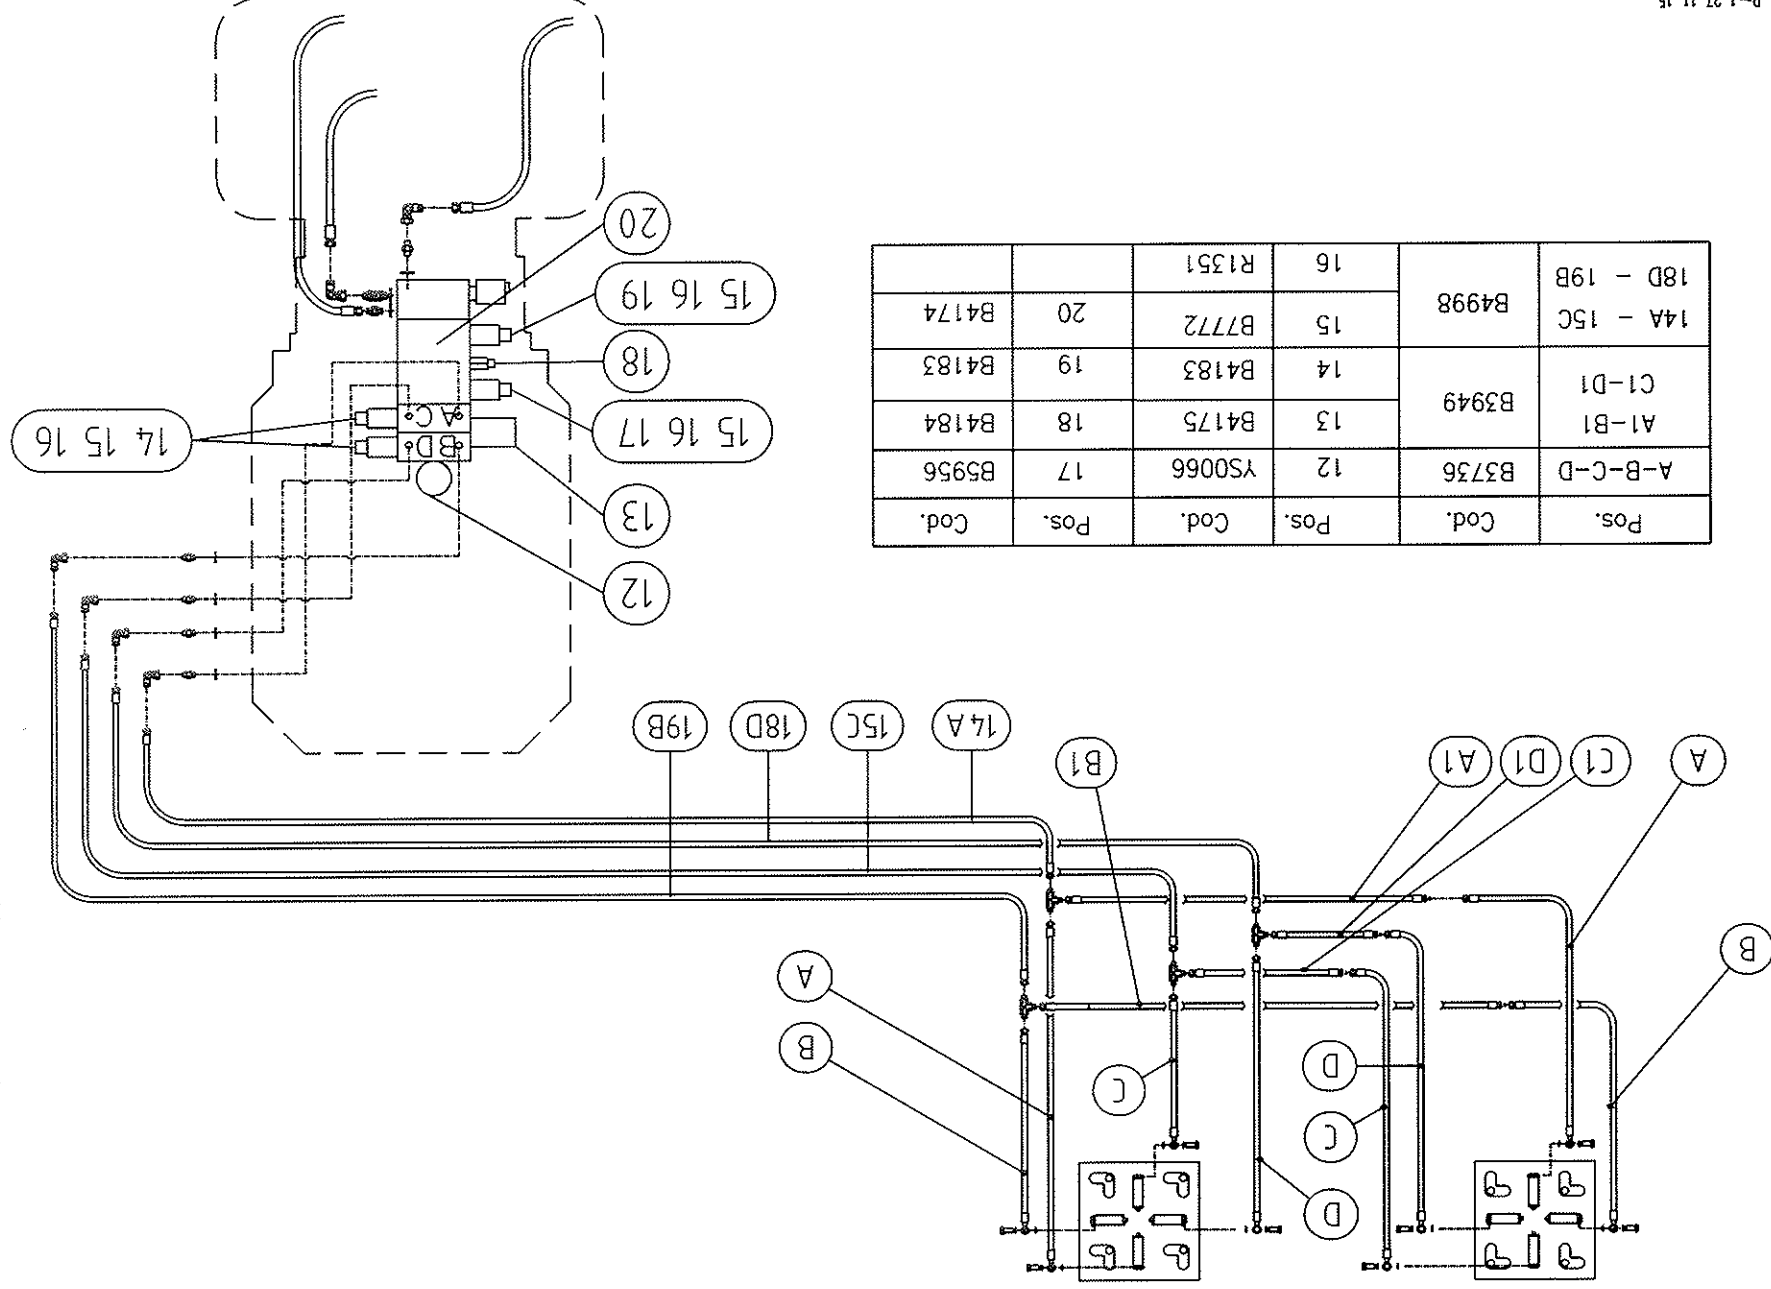 D
C
C
D
B
A
B
A
C1
D1
A1
B1
14A
15C
18D
19B
12
13
15 16 17
14 15 16
18
15 16 19
20
Pos. Cod. Pos. Cod. Pos. Cod.
A-B-C-D B3736 12 YS0066 17 B5956
A1-B1 C1-D1 B3949 13 B4175 18 B4184
14 B4183 19 B4183
14A - 15C 18D - 19B B4998 15 B7772 20 B4174
16 R1351
B D
A C